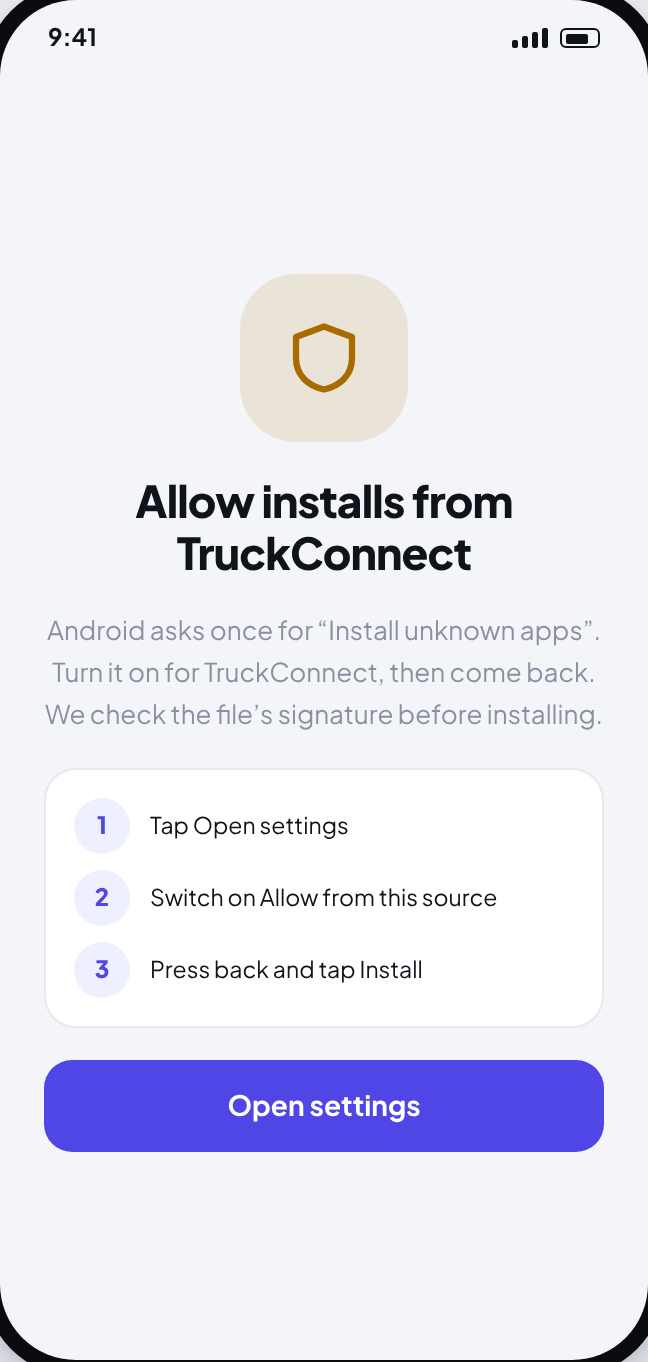 9:41
Allow installs from
TruckConnect
Android asks once for “Install unknown apps”.
Turn it on for TruckConnect, then come back.
We check the file’s signature before installing.
1 Tap Open settings
2 Switch on Allow from this source
3 Press back and tap Install
Open settings